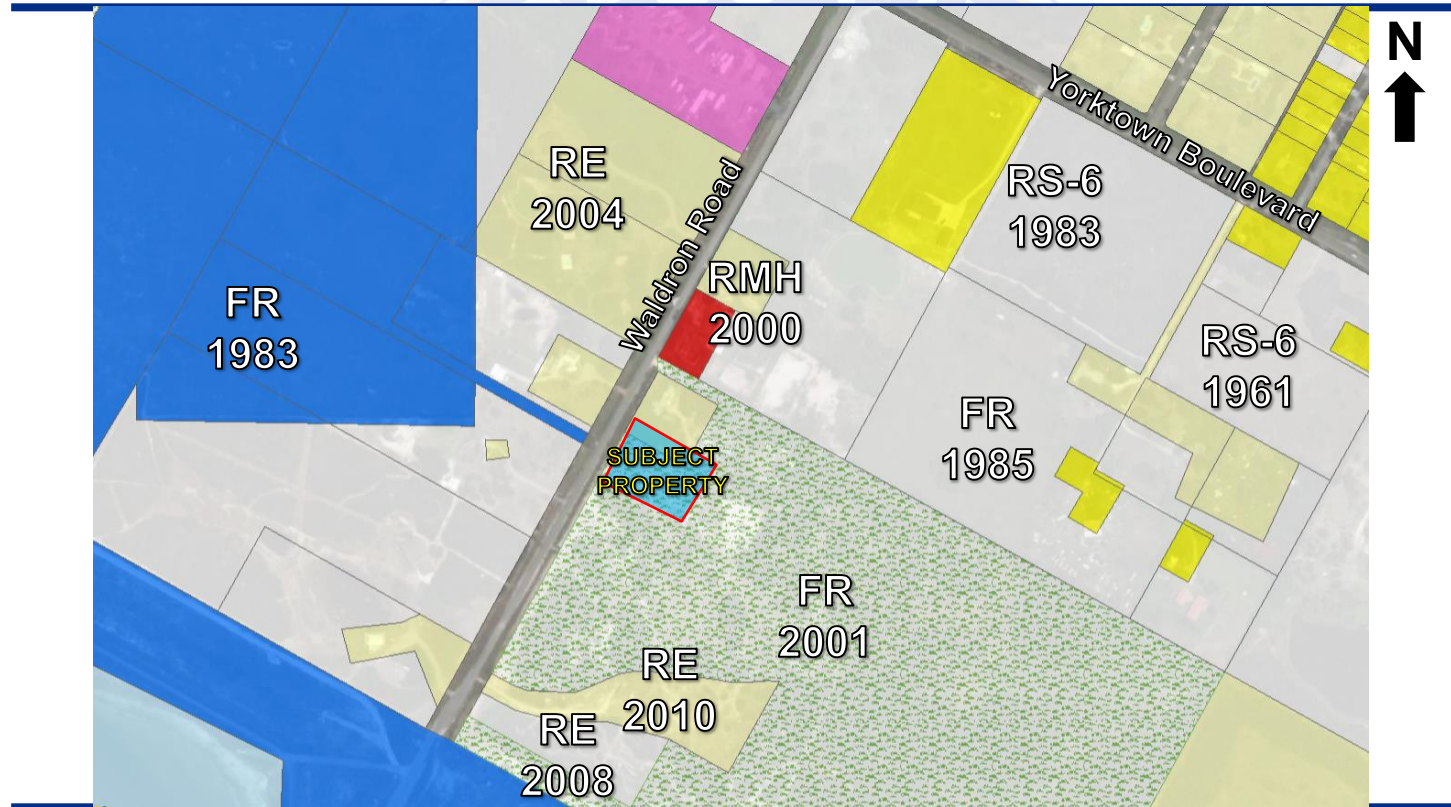 N
Yorktown Boulevard
RE
2004
RS-6
1983
Waldron Road
RMH
2000
FR
1983
RS-6
1961
FR
1985
SUBJECT
PROPERTY
FR
2001
RE
2010
RE
2008